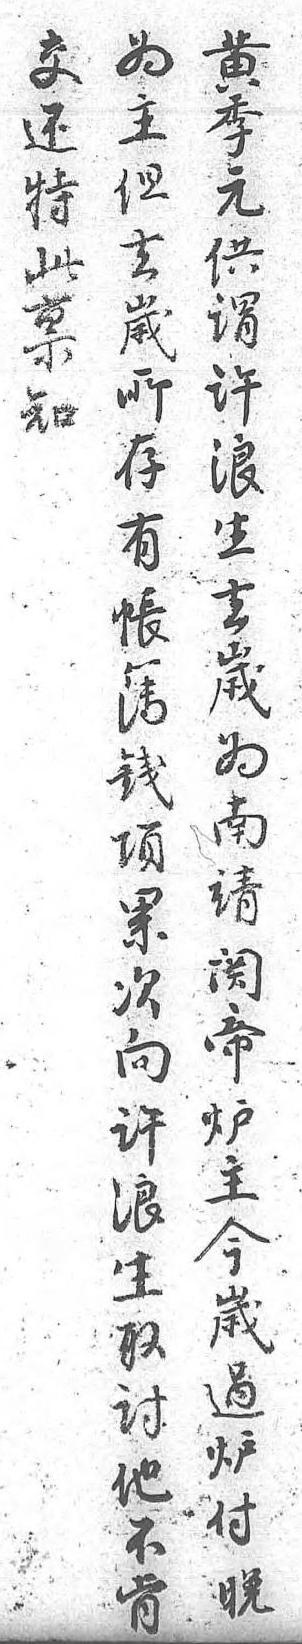 黄季元供謂許浪生去歲为南靖関帝炉主今歲過炉付晚
为主但去歲所存有帳簿錢項累次向許浪生取討他不肯
交还特此稟知